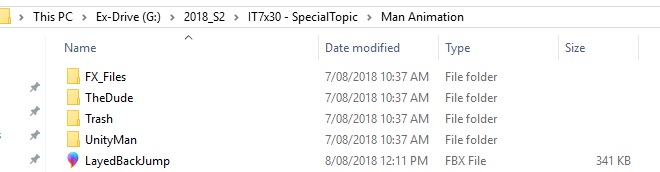 This PC > Ex-Drive (G:) > 2018_S2 > IT7x30 - SpecialTopic > Man Animation
Name Date modified Type Size
FX_Files 7/08/2018 10:37 AM File folder
TheDude 7/08/2018 10:37 AM File folder
Trash 7/08/2018 10:37 AM File folder
UnityMan 7/08/2018 10:37 AM File folder
LayedBackJump 8/08/2018 12:11 PM FBX File 341 KB